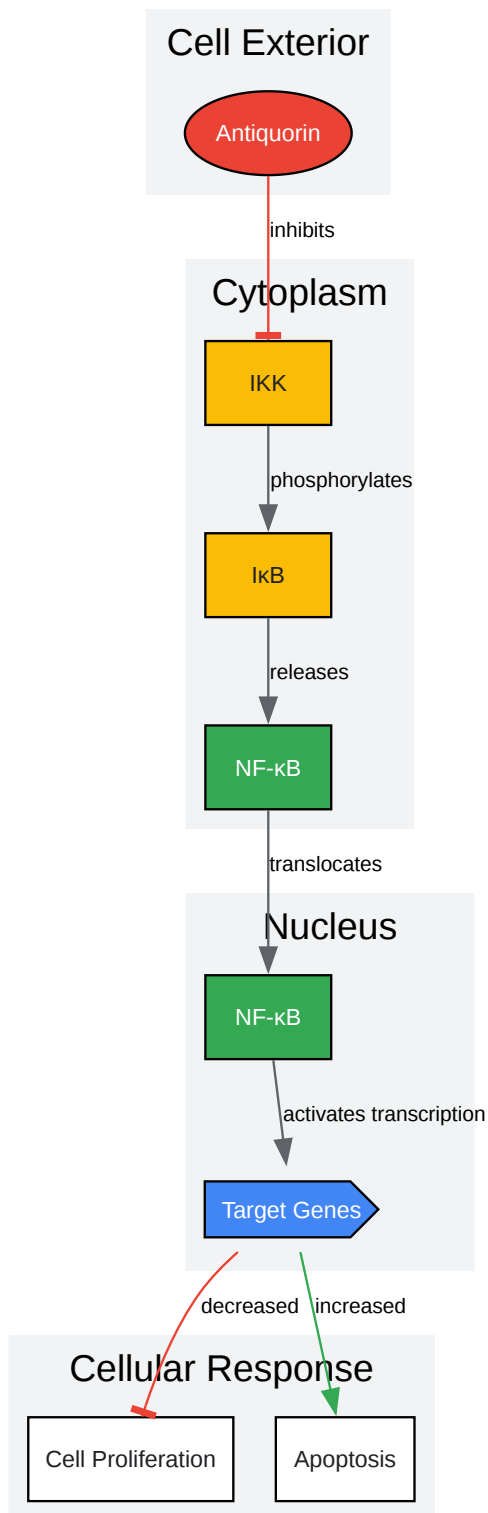 Cell Exterior
Antiquorin
inhibits
Cytoplasm
IKK
phosphorylates
IκB
releases
NF-κB
translocates
Nucleus
NF-κB
activates transcription
Target Genes
decreased
increased
Cellular Response
Cell Proliferation
Apoptosis